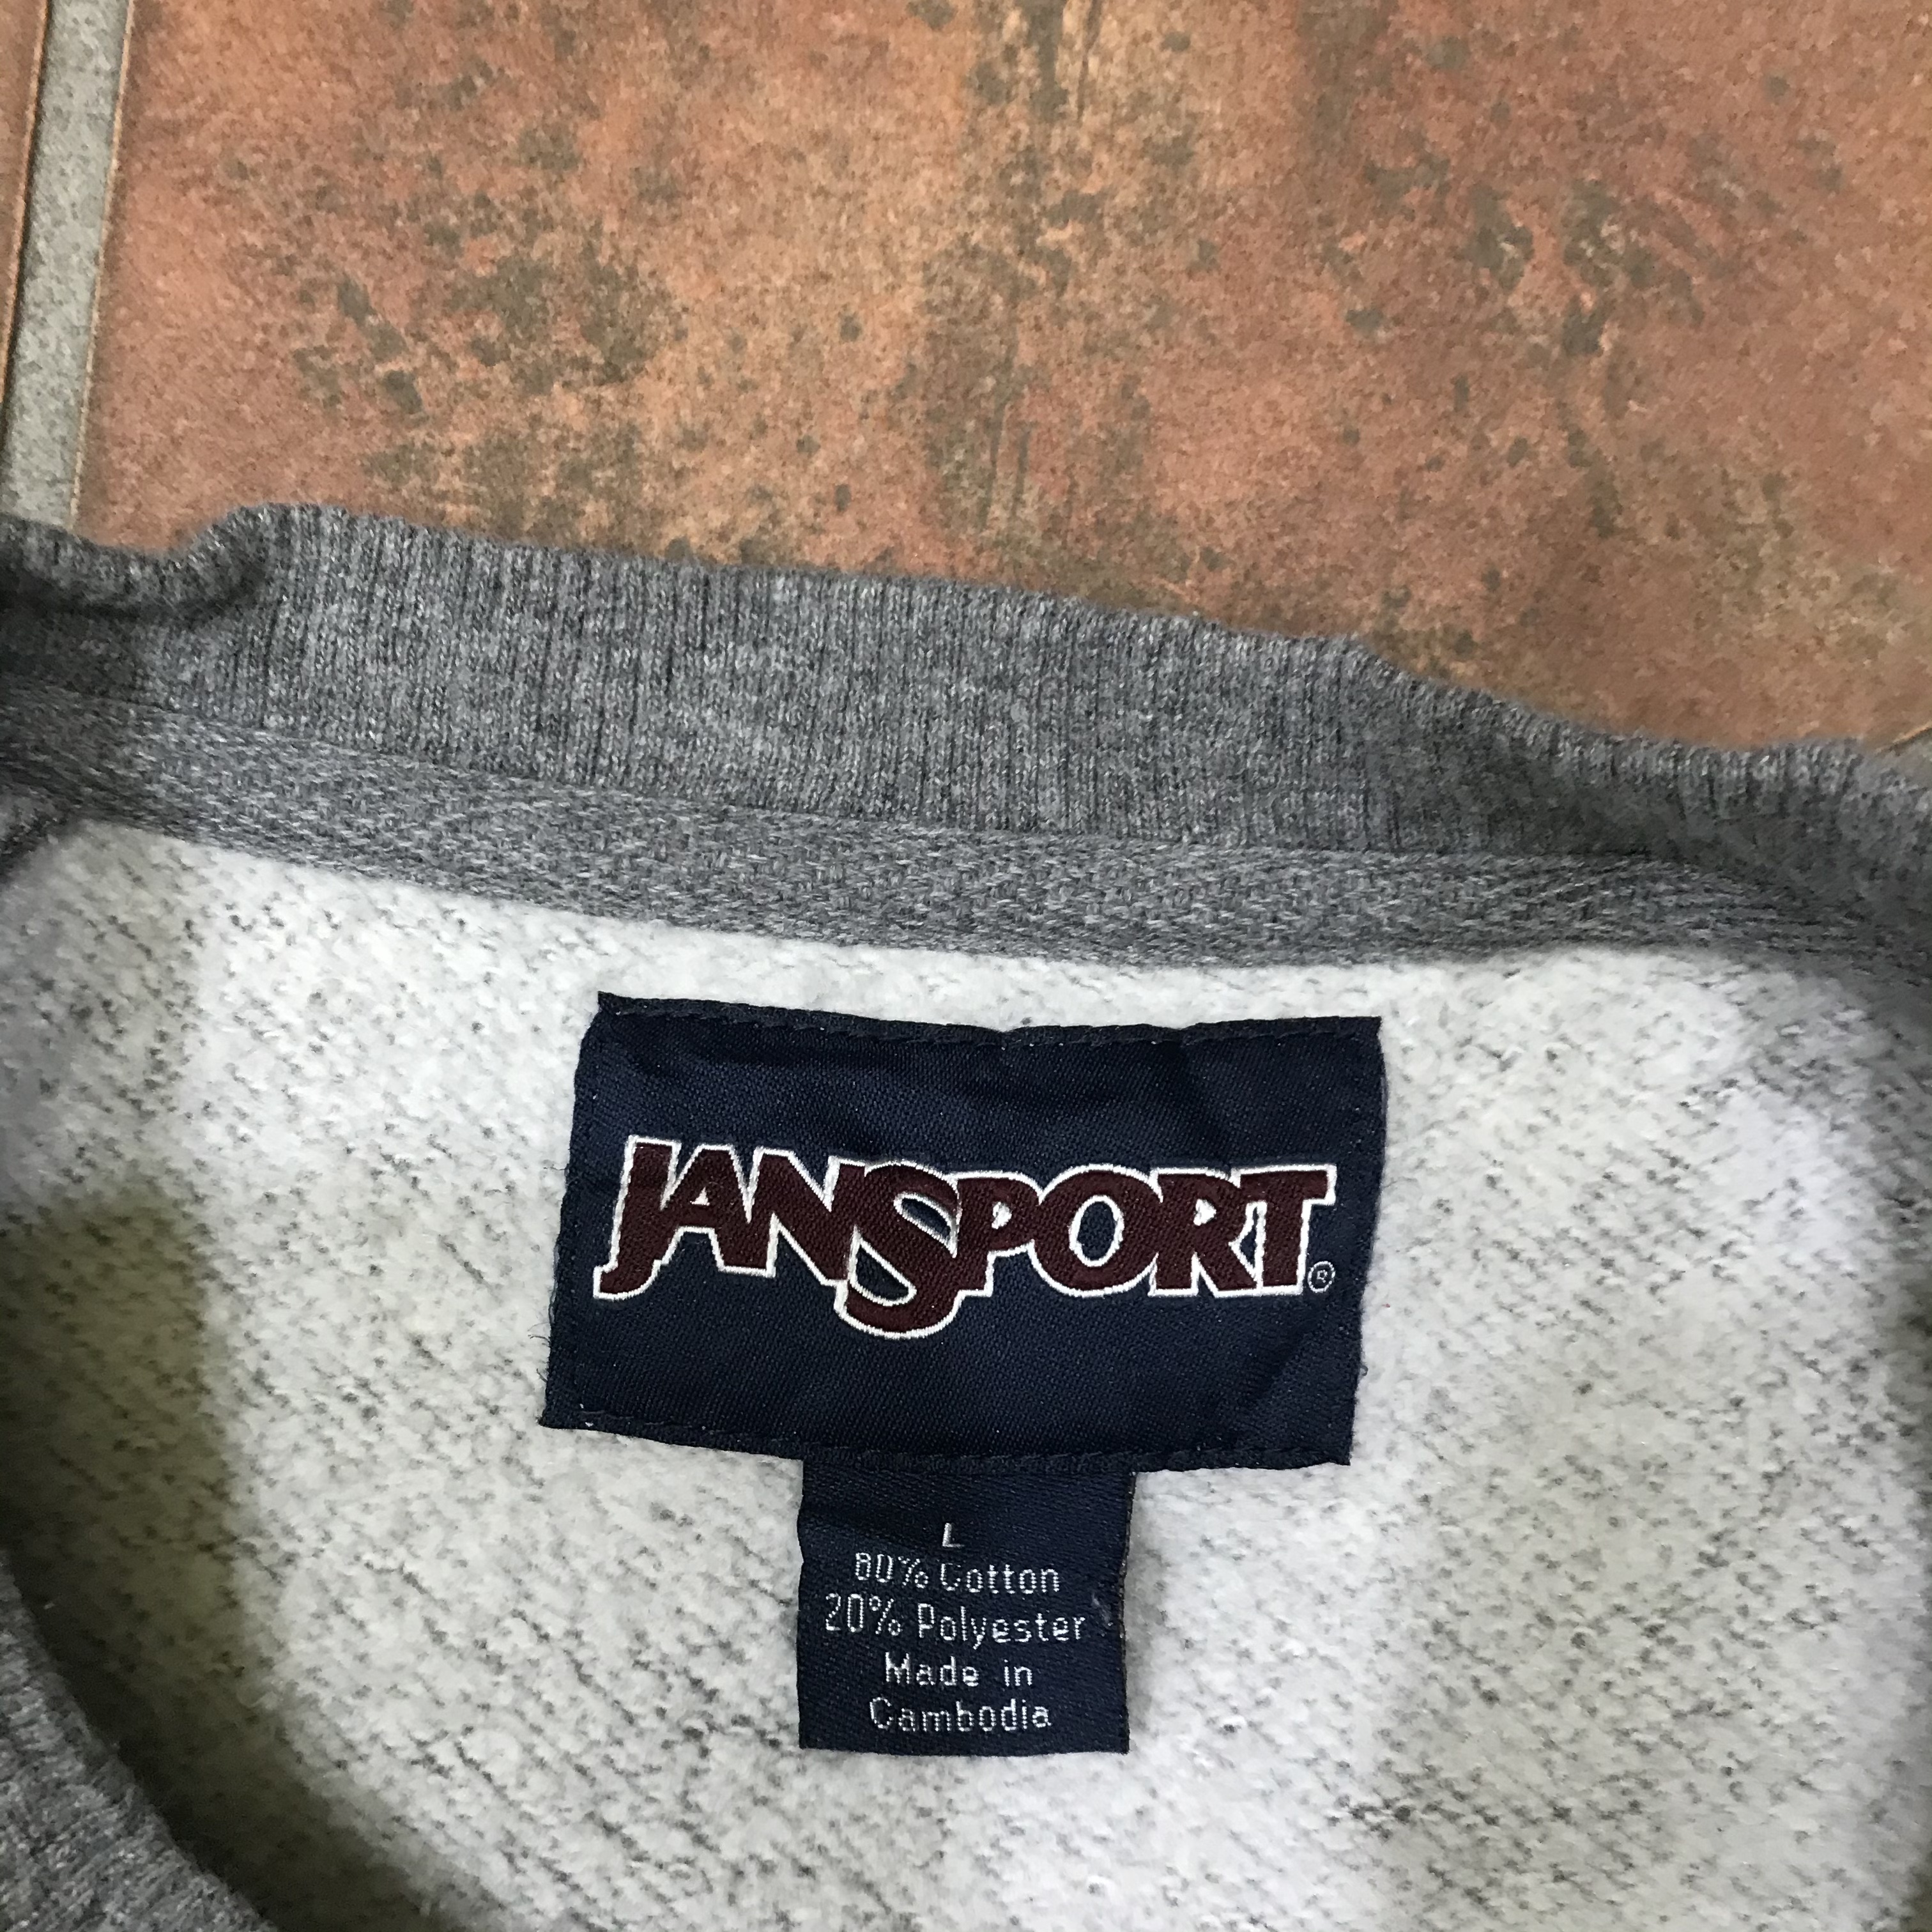 JANSPORT®
L
80% Cotton
20% Polyester
Made in
Cambodia